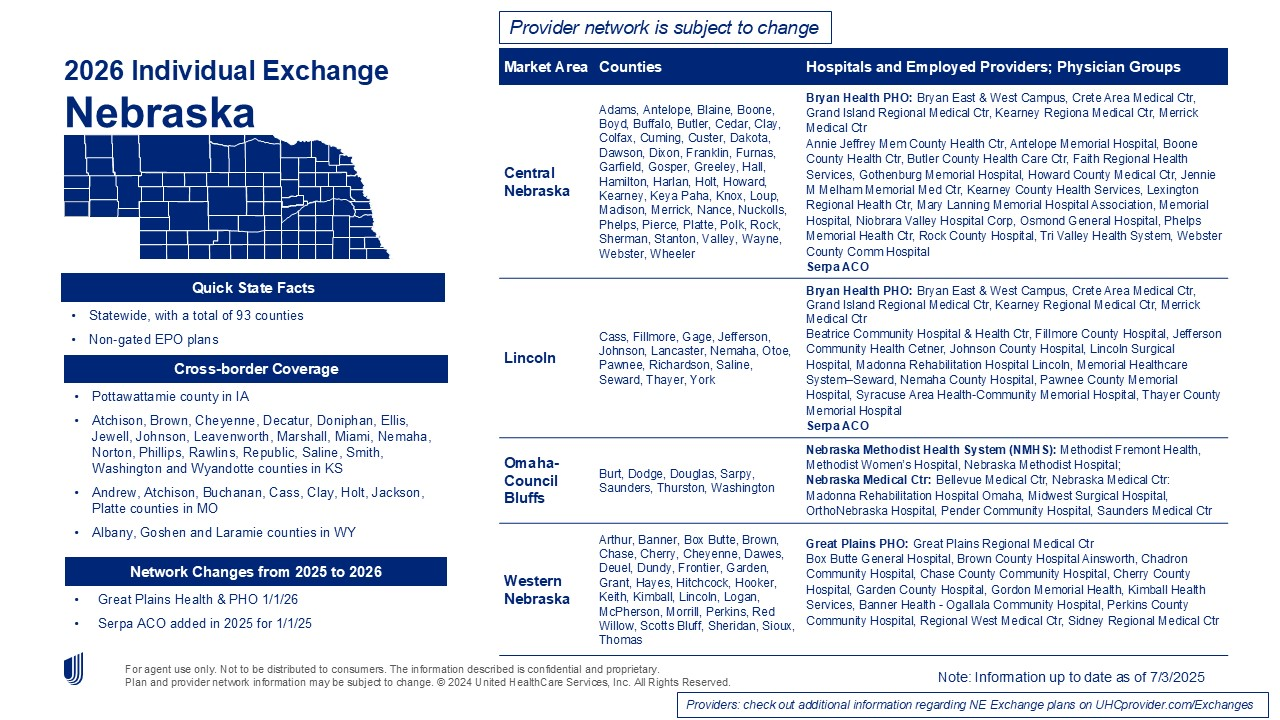 Provider network is subject to change
2026 Individual Exchange
Nebraska
Quick State Facts
• Statewide, with a total of 93 counties
• Non-gated EPO plans
Cross-border Coverage
• Pottawattamie county in IA
• Atchison, Brown, Cheyenne, Decatur, Doniphan, Ellis,
Jewell, Johnson, Leavenworth, Marshall, Miami, Nemaha,
Norton, Phillips, Rawlins, Republic, Saline, Smith,
Washington and Wyandotte counties in KS
• Andrew, Atchison, Buchanan, Cass, Clay, Holt, Jackson,
Platte counties in MO
• Albany, Goshen and Laramie counties in WY
Network Changes from 2025 to 2026
• Great Plains Health & PHO 1/1/26
• Serpa ACO added in 2025 for 1/1/25
Market Area Counties Hospitals and Employed Providers; Physician Groups
Central
Nebraska
Adams, Antelope, Blaine, Boone,
Boyd, Buffalo, Butler, Cedar, Clay,
Colfax, Cuming, Custer, Dakota,
Dawson, Dixon, Franklin, Furnas,
Garfield, Gosper, Greeley, Hall,
Hamilton, Harlan, Holt, Howard,
Kearney, Keya Paha, Knox, Loup,
Madison, Merrick, Nance, Nuckolls,
Phelps, Pierce, Platte, Polk, Rock,
Sherman, Stanton, Valley, Wayne,
Webster, Wheeler
Bryan Health PHO: Bryan East & West Campus, Crete Area Medical Ctr,
Grand Island Regional Medical Ctr, Kearney Regiona Medical Ctr, Merrick
Medical Ctr
Annie Jeffrey Mem County Health Ctr, Antelope Memorial Hospital, Boone
County Health Ctr, Butler County Health Care Ctr, Faith Regional Health
Services, Gothenburg Memorial Hospital, Howard County Medical Ctr, Jennie
M Melham Memorial Med Ctr, Kearney County Health Services, Lexington
Regional Health Ctr, Mary Lanning Memorial Hospital Association, Memorial
Hospital, Niobrara Valley Hospital Corp, Osmond General Hospital, Phelps
Memorial Health Ctr, Rock County Hospital, Tri Valley Health System, Webster
County Comm Hospital
Serpa ACO
Lincoln
Cass, Fillmore, Gage, Jefferson,
Johnson, Lancaster, Nemaha, Otoe,
Pawnee, Richardson, Saline,
Seward, Thayer, York
Bryan Health PHO: Bryan East & West Campus, Crete Area Medical Ctr,
Grand Island Regional Medical Ctr, Kearney Regional Medical Ctr, Merrick
Medical Ctr
Beatrice Community Hospital & Health Ctr, Fillmore County Hospital, Jefferson
Community Health Cetner, Johnson County Hospital, Lincoln Surgical
Hospital, Madonna Rehabilitation Hospital Lincoln, Memorial Healthcare
System–Seward, Nemaha County Hospital, Pawnee County Memorial
Hospital, Syracuse Area Health-Community Memorial Hospital, Thayer County
Memorial Hospital
Serpa ACO
Omaha-
Council
Bluffs
Burt, Dodge, Douglas, Sarpy,
Saunders, Thurston, Washington
Nebraska Methodist Health System (NMHS): Methodist Fremont Health,
Methodist Women's Hospital, Nebraska Methodist Hospital;
Nebraska Medical Ctr: Bellevue Medical Ctr, Nebraska Medical Ctr:
Madonna Rehabilitation Hospital Omaha, Midwest Surgical Hospital,
OrthoNebraska Hospital, Pender Community Hospital, Saunders Medical Ctr
Western
Nebraska
Arthur, Banner, Box Butte, Brown,
Chase, Cherry, Cheyenne, Dawes,
Deuel, Dundy, Frontier, Garden,
Grant, Hayes, Hitchcock, Hooker,
Keith, Kimball, Lincoln, Logan,
McPherson, Morrill, Perkins, Red
Willow, Scotts Bluff, Sheridan, Sioux,
Thomas
Great Plains PHO: Great Plains Regional Medical Ctr
Box Butte General Hospital, Brown County Hospital Ainsworth, Chadron
Community Hospital, Chase County Community Hospital, Cherry County
Hospital, Garden County Hospital, Gordon Memorial Health, Kimball Health
Services, Banner Health - Ogallala Community Hospital, Perkins County
Community Hospital, Regional West Medical Ctr, Sidney Regional Medical Ctr
For agent use only. Not to be distributed to consumers. The information described is confidential and proprietary.
Plan and provider network information may be subject to change. © 2024 United HealthCare Services, Inc. All Rights Reserved.
Note: Information up to date as of 7/3/2025
Providers: check out additional information regarding NE Exchange plans on UHCprovider.com/Exchanges